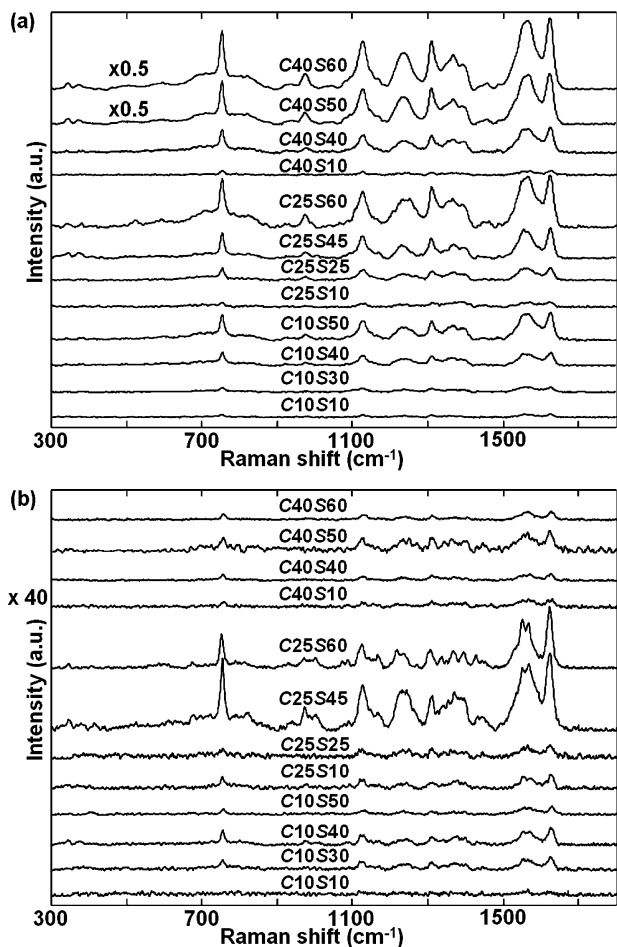 (a)
x0.5
C40S60
x0.5
C40S50
C40S40
C40S10
C25S60
C25S45
C25S25
C25S10
C10S50
C10S40
C10S30
C10S10
Intensity (a.u.)
300 700 1100 1500
Raman shift (cm-1)
(b)
C40S60
C40S50
C40S40
x 40
C40S10
C25S60
C25S45
C25S25
C25S10
C10S50
C10S40
C10S30
C10S10
Intensity (a.u.)
300 700 1100 1500
Raman shift (cm-1)